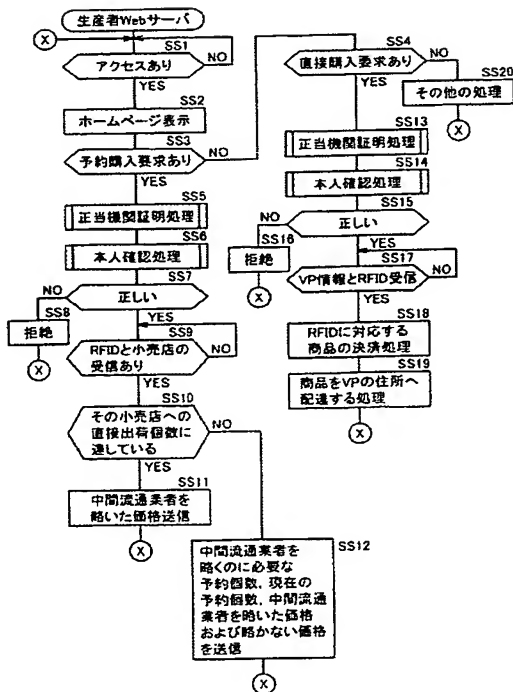 生産者Webサーバ
X
SS1
アクセスあり
NO
YES
SS2
ホームページ表示
SS3
予約購入要求あり
NO
YES
SS5
正当機関証明処理
SS6
本人確認処理
SS7
NO
正しい
SS8
拒絶
X
YES
SS9
RFIDと小売店の
受信あり
NO
YES
SS10
その小売店への
直接出荷個数に
達している
NO
YES
SS11
中間流通業者を
略いた価格送信
X
SS12
中間流通業者を
略くのに必要な
予約個数、現在の
予約個数、中間流通
業者を略いた価格
および略かない価格
を送信
X
SS4
直接購入要求あり
NO
YES
SS20
その他の処理
X
SS13
正当機関証明処理
SS14
本人確認処理
SS15
NO
正しい
SS16
拒絶
X
YES
SS17
VP情報とRFID受信
NO
YES
SS18
RFIDに対応する
商品の決済処理
SS19
商品をVPの住所へ
配達する処理
X